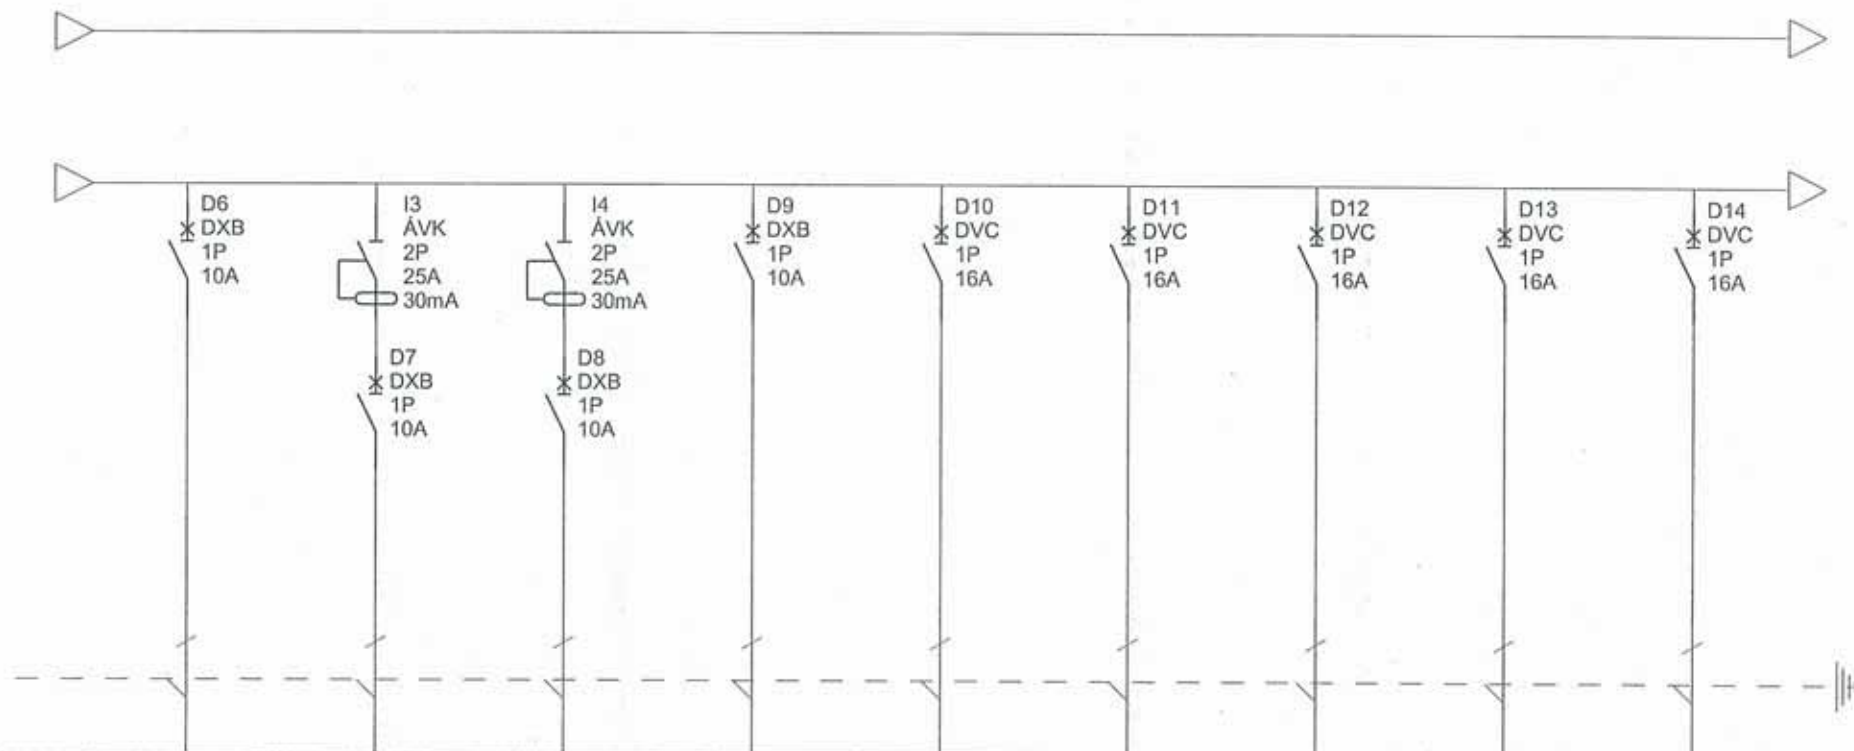 D6
DXB
1P
10A
I3
ÁVK
2P
25A
30mA
D7
DXB
1P
10A
I4
ÁVK
2P
25A
30mA
D8
DXB
1P
10A
D9
DXB
1P
10A
D10
DVC
1P
16A
D11
DVC
1P
16A
D12
DVC
1P
16A
D13
DVC
1P
16A
D14
DVC
1P
16A